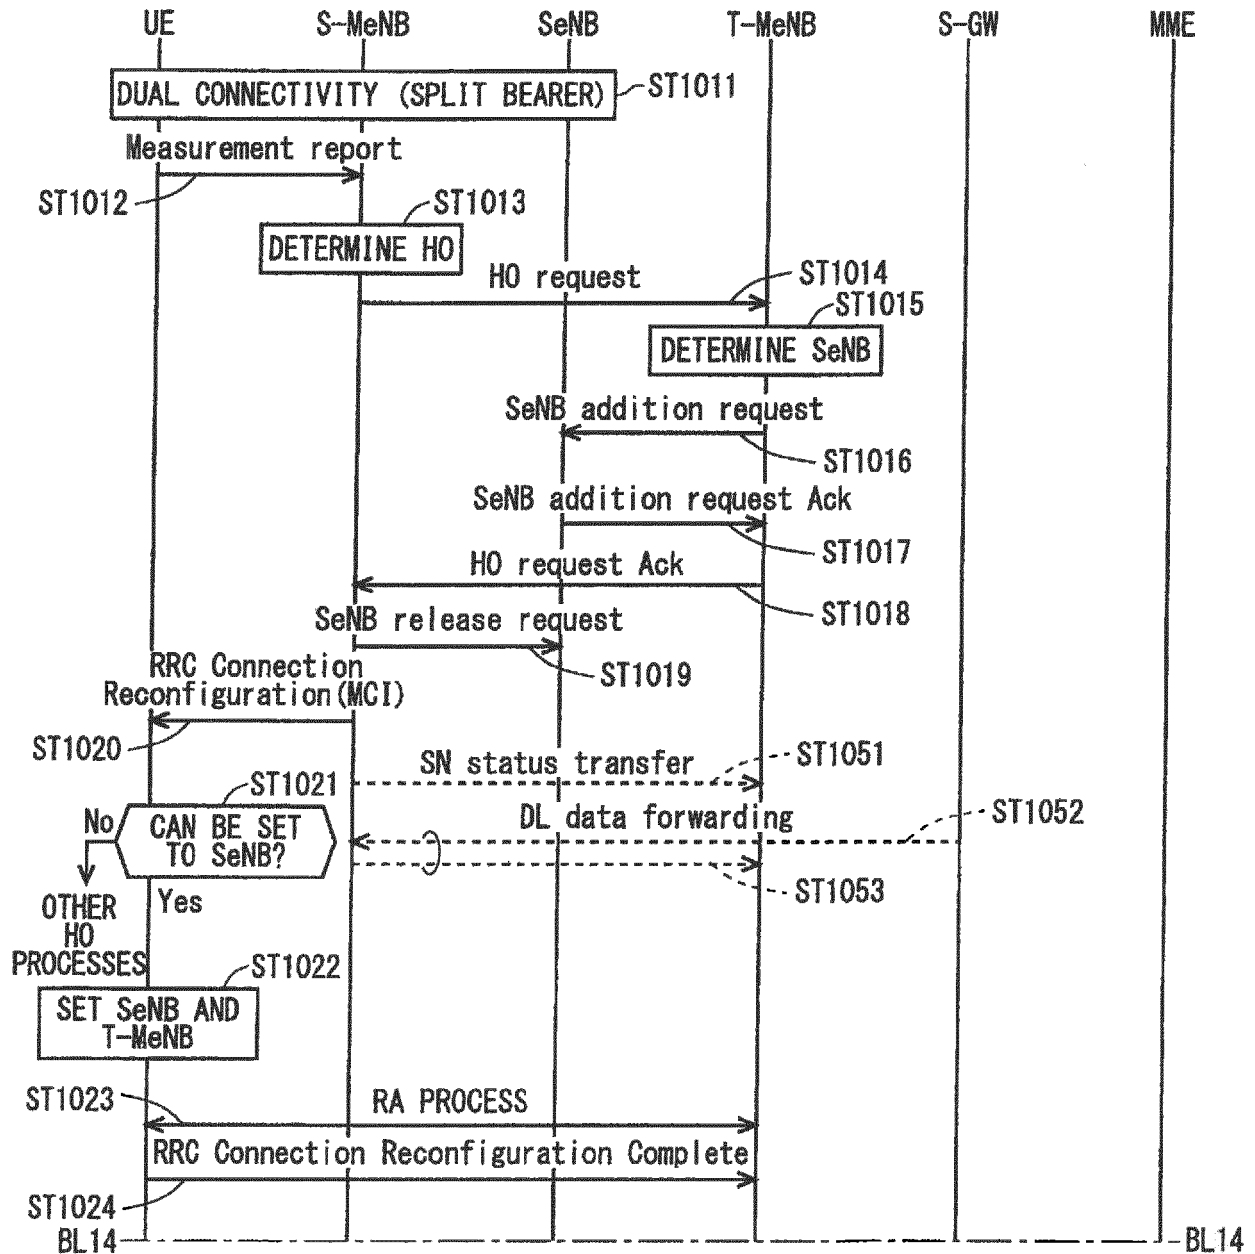 UE S-MeNB SeNB T-MeNB S-GW MME
DUAL CONNECTIVITY (SPLIT BEARER)
ST1011
Measurement report
ST1012
ST1013
DETERMINE HO
HO request
ST1014
ST1015
DETERMINE SeNB
SeNB addition request
ST1016
SeNB addition request Ack
ST1017
HO request Ack
ST1018
SeNB release request
ST1019
RRC Connection
Reconfiguration(MCI)
ST1020
SN status transfer
ST1051
ST1021
CAN BE SET
TO SeNB?
No
Yes
DL data forwarding
ST1052
ST1053
OTHER
HO
PROCESSES
ST1022
SET SeNB AND
T-MeNB
ST1023
RA PROCESS
RRC Connection Reconfiguration Complete
ST1024
BL14
BL14